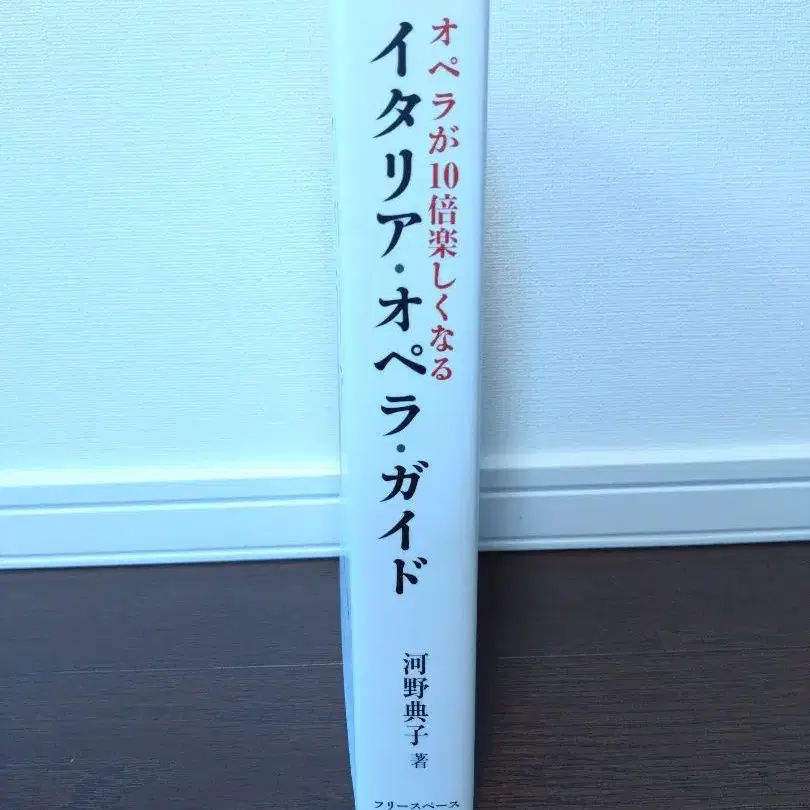 オペラが10倍楽しくなる
イタリア・オペラ・ガイド
河野典子 著
フリースペース